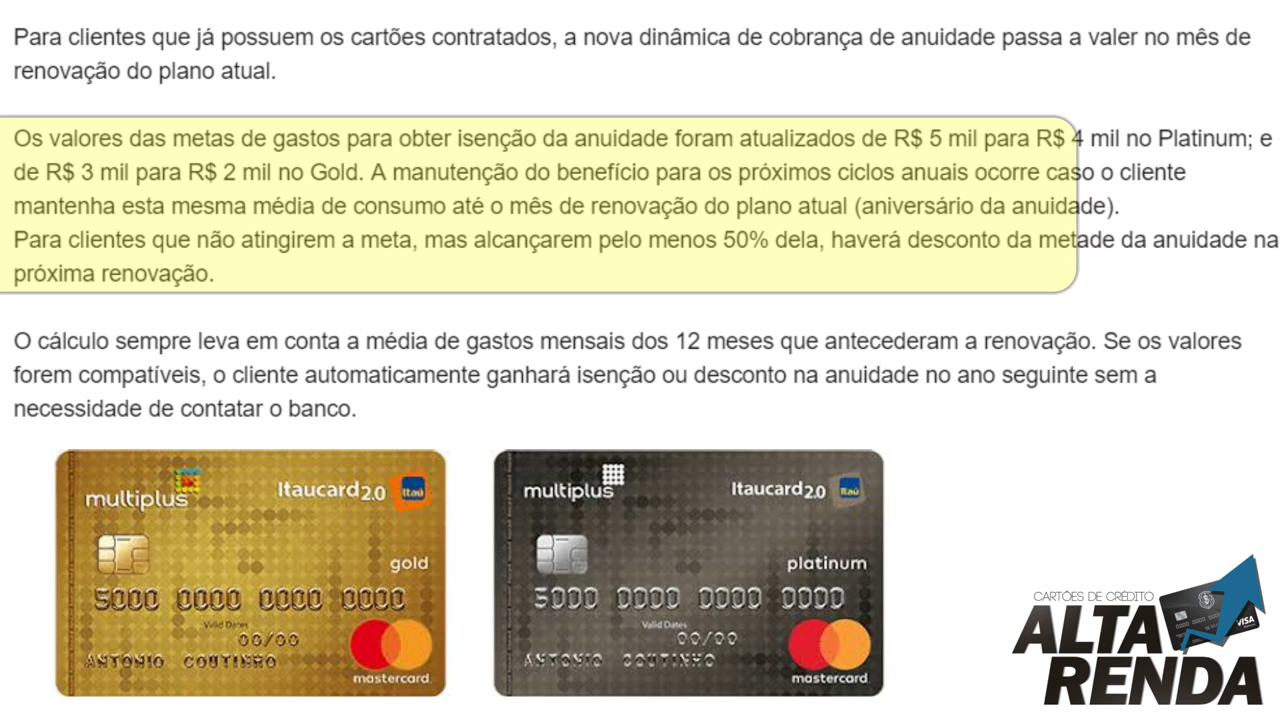 Para clientes que já possuem os cartões contratados, a nova dinâmica de cobrança de anuidade passa a valer no mês de
renovação do plano atual.
Os valores das metas de gastos para obter isenção da anuidade foram atualizados de R$ 5 mil para R$ 4 mil no Platinum; e
de R$ 3 mil para R$ 2 mil no Gold. A manutenção do benefício para os próximos ciclos anuais ocorre caso o cliente
mantenha esta mesma média de consumo até o mês de renovação do plano atual (aniversário da anuidade).
Para clientes que não atingirem a meta, mas alcançarem pelo menos 50% dela, haverá desconto da metade da anuidade na
próxima renovação.
O cálculo sempre leva em conta a média de gastos mensais dos 12 meses que antecederam a renovação. Se os valores
forem compatíveis, o cliente automaticamente ganhará isenção ou desconto na anuidade no ano seguinte sem a
necessidade de contatar o banco.
multiplus Itaucard 2.0 Itaú
gold
5000 0000 0000 0000
Valid Dates
00/00
ANTONIO COUTINHO
mastercard
multiplus Itaucard 2.0 Itaú
platinum
5000 0000 0000 0000
Valid Dates
00/00
ANTONIO COUTINHO
mastercard
CARTÕES DE CRÉDITO
ALTA
RENDA
VISA